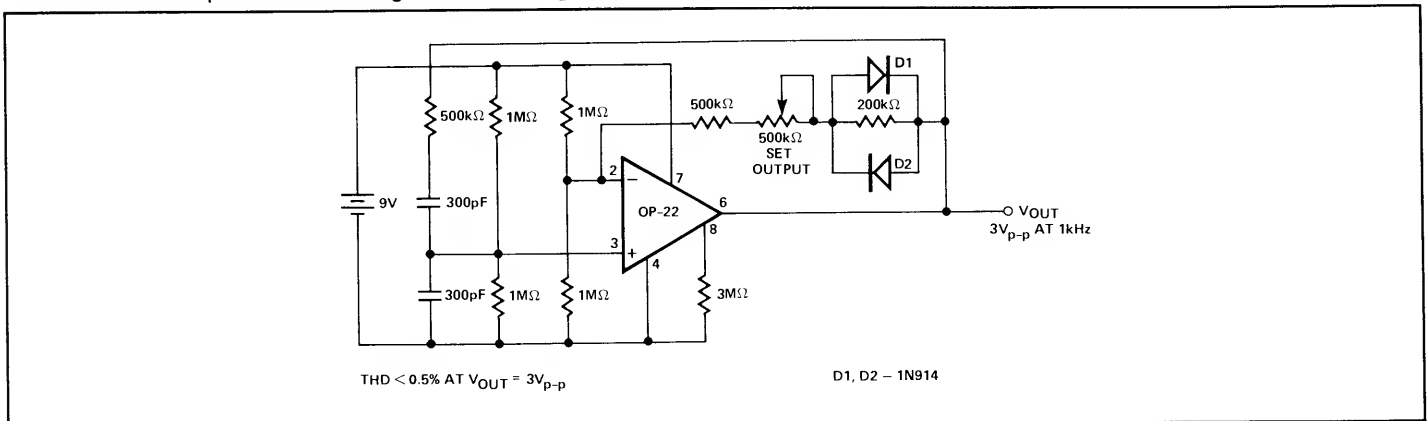 D1
500kΩ
200kΩ
500kΩ
1MΩ
1MΩ
500kΩ
SET
OUTPUT
D2
2
−
7
9V
300pF
OP-22
6
VOUT
3Vp-p AT 1kHz
8
3
+
4
300pF
1MΩ
1MΩ
3MΩ
THD < 0.5% AT VOUT = 3Vp-p
D1, D2 – 1N914